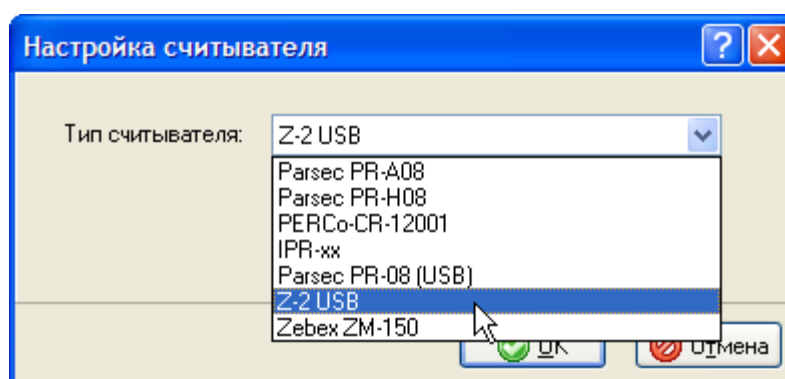 Настройка считывателя
Тип считывателя: Z-2 USB
Parsec PR-A08
Parsec PR-H08
PERCo-CR-12001
IPR-xx
Parsec PR-08 (USB)
Z-2 USB
Zebex ZM-150
OK Отмена